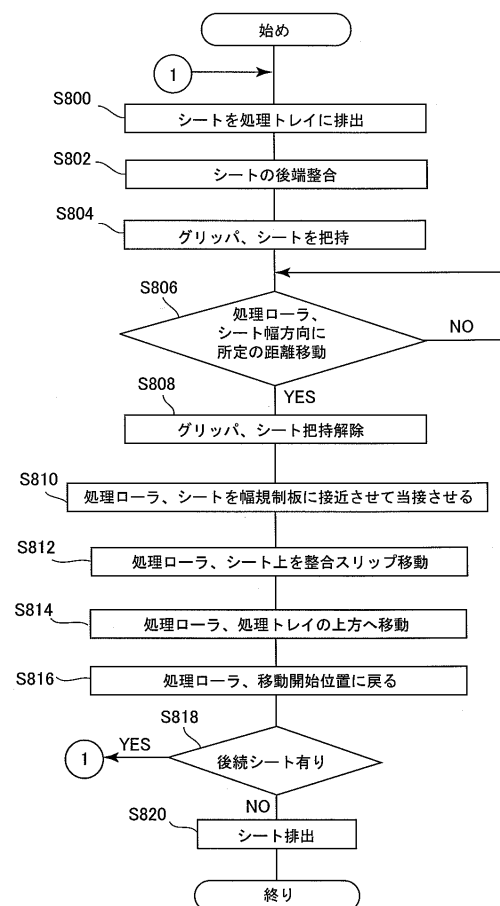 始め
1
S800
シートを処理トレイに排出
S802
シートの後端整合
S804
グリッパ、シートを把持
S806
処理ローラ、
シート幅方向に
所定の距離移動
NO
YES
S808
グリッパ、シート把持解除
S810
処理ローラ、シートを幅規制板に接近させて当接させる
S812
処理ローラ、シート上を整合スリップ移動
S814
処理ローラ、処理トレイの上方へ移動
S816
処理ローラ、移動開始位置に戻る
S818
1
YES
後続シート有り
NO
S820
シート排出
終り